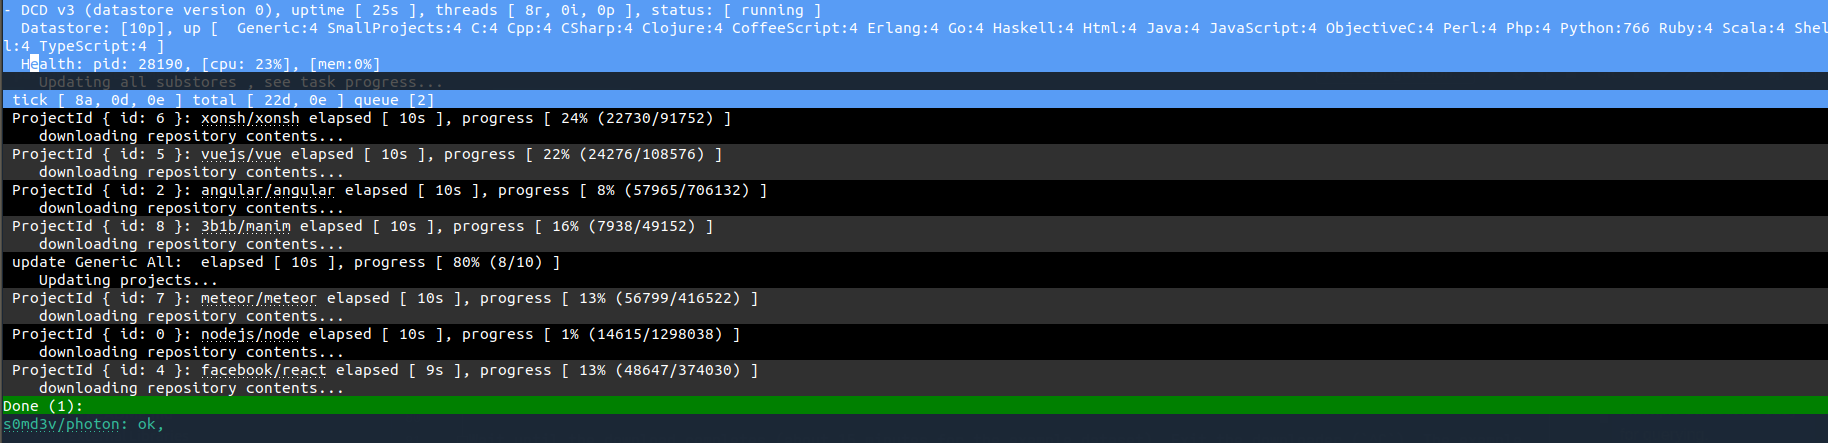 - DCD v3 (datastore version 0), uptime [ 25s ], threads [ 8r, 0i, 0p ], status: [ running ]
Datastore: [10p], up [  Generic:4 SmallProjects:4 C:4 Cpp:4 CSharp:4 Clojure:4 CoffeeScript:4 Erlang:4 Go:4 Haskell:4 Html:4 Java:4 JavaScript:4 ObjectiveC:4 Perl:4 Php:4 Python:766 Ruby:4 Scala:4 Shel
l:4 TypeScript:4 ]
Health: pid: 28190, [cpu: 23%], [mem:0%]
Updating all substores , see task progress...
tick [ 8a, 0d, 0e ] total [ 22d, 0e ] queue [2]
ProjectId { id: 6 }: xonsh/xonsh elapsed [ 10s ], progress [ 24% (22730/91752) ]
downloading repository contents...
ProjectId { id: 5 }: vuejs/vue elapsed [ 10s ], progress [ 22% (24276/108576) ]
downloading repository contents...
ProjectId { id: 2 }: angular/angular elapsed [ 10s ], progress [ 8% (57965/706132) ]
downloading repository contents...
ProjectId { id: 8 }: 3b1b/manim elapsed [ 10s ], progress [ 16% (7938/49152) ]
downloading repository contents...
update Generic All:  elapsed [ 10s ], progress [ 80% (8/10) ]
Updating projects...
ProjectId { id: 7 }: meteor/meteor elapsed [ 10s ], progress [ 13% (56799/416522) ]
downloading repository contents...
ProjectId { id: 0 }: nodejs/node elapsed [ 10s ], progress [ 1% (14615/1298038) ]
downloading repository contents...
ProjectId { id: 4 }: facebook/react elapsed [ 9s ], progress [ 13% (48647/374030) ]
downloading repository contents...
Done (1):
s0md3v/photon: ok,